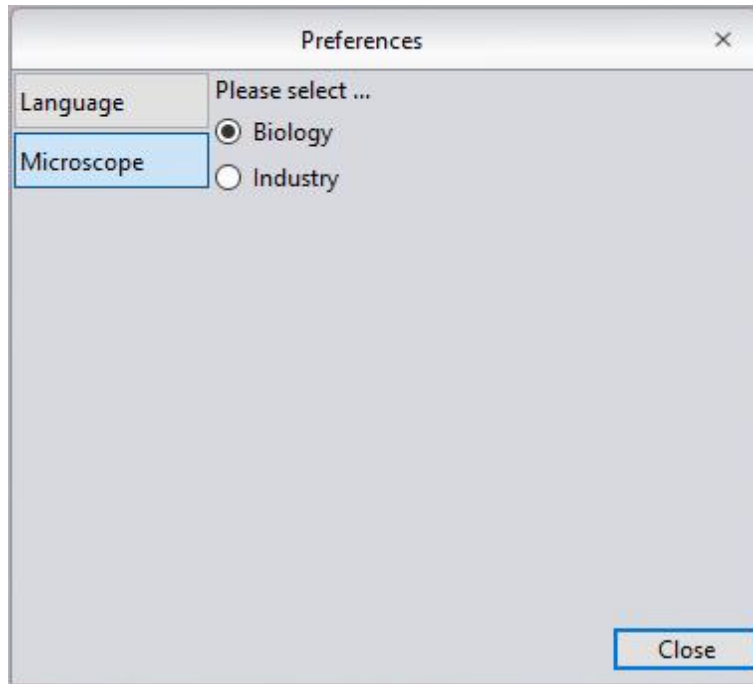 Preferences
Language
Microscope
Please select ...
Biology
Industry
Close